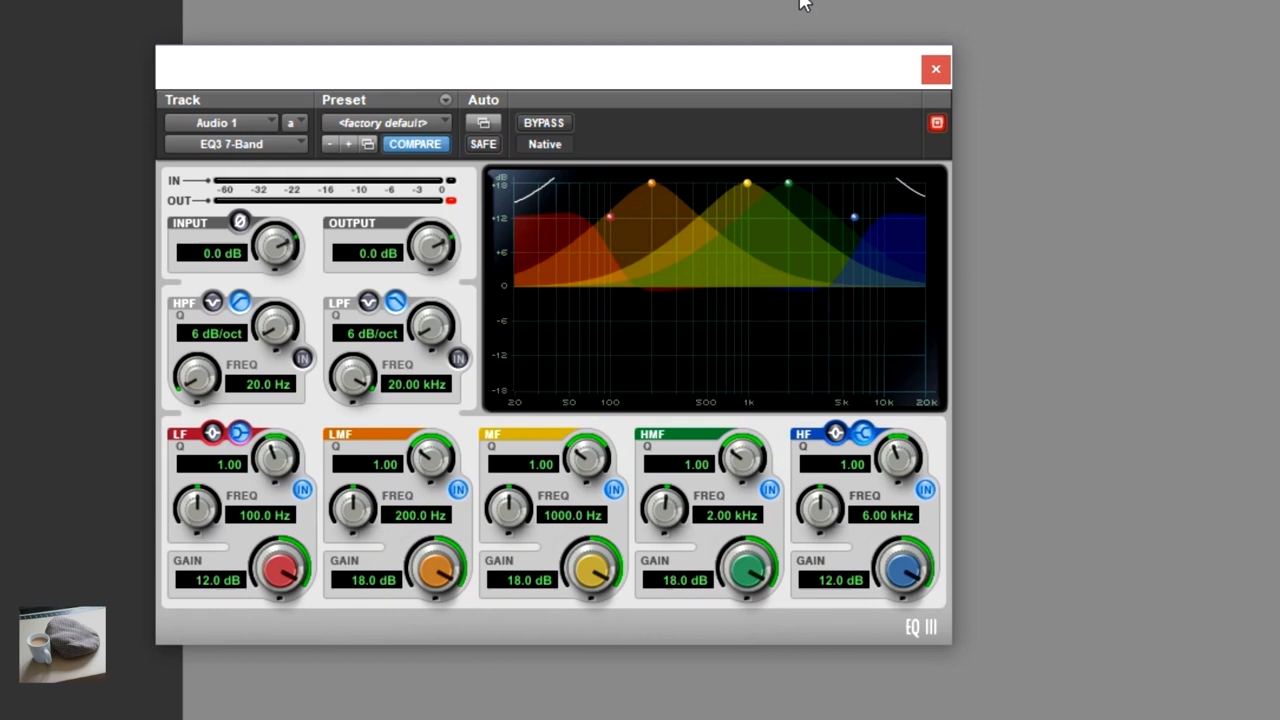 Track Preset Auto
Audio 1 a <factory default> BYPASS
EQ3 7-Band - + COMPARE SAFE Native
IN
-60 -32 -22 -16 -10 -6 -3 0
OUT
INPUT Ø OUTPUT
0.0 dB 0.0 dB
HPF LPF
Q Q
6 dB/oct 6 dB/oct
IN IN
FREQ FREQ
20.0 Hz 20.00 kHz
dB
+18
+12
+6
0
-6
-12
-18
20 50 100 500 1k 5k 10k 20k
LF LMF MF HMF HF
Q Q Q Q Q
1.00 1.00 1.00 1.00 1.00
IN IN IN IN IN
FREQ FREQ FREQ FREQ FREQ
100.0 Hz 200.0 Hz 1000.0 Hz 2.00 kHz 6.00 kHz
GAIN GAIN GAIN GAIN GAIN
12.0 dB 18.0 dB 18.0 dB 18.0 dB 12.0 dB
EQ III